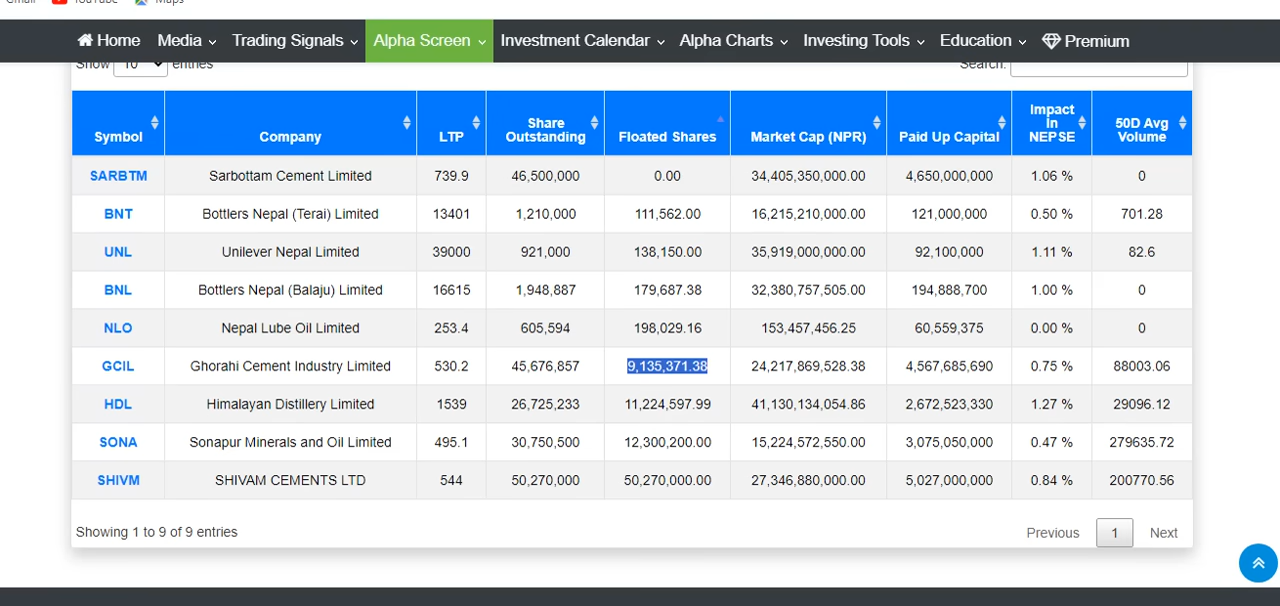 Gmail YouTube Maps
Home Media Trading Signals Alpha Screen Investment Calendar Alpha Charts Investing Tools Education Premium
Show 10 entries Search:
Symbol Company LTP Share Outstanding Floated Shares Market Cap (NPR) Paid Up Capital Impact In NEPSE 50D Avg Volume
SARBTM Sarbottam Cement Limited 739.9 46,500,000 0.00 34,405,350,000.00 4,650,000,000 1.06 % 0
BNT Bottlers Nepal (Terai) Limited 13401 1,210,000 111,562.00 16,215,210,000.00 121,000,000 0.50 % 701.28
UNL Unilever Nepal Limited 39000 921,000 138,150.00 35,919,000,000.00 92,100,000 1.11 % 82.6
BNL Bottlers Nepal (Balaju) Limited 16615 1,948,887 179,687.38 32,380,757,505.00 194,888,700 1.00 % 0
NLO Nepal Lube Oil Limited 253.4 605,594 198,029.16 153,457,456.25 60,559,375 0.00 % 0
GCIL Ghorahi Cement Industry Limited 530.2 45,676,857 9,135,371.38 24,217,869,528.38 4,567,685,690 0.75 % 88003.06
HDL Himalayan Distillery Limited 1539 26,725,233 11,224,597.99 41,130,134,054.86 2,672,523,330 1.27 % 29096.12
SONA Sonapur Minerals and Oil Limited 495.1 30,750,500 12,300,200.00 15,224,572,550.00 3,075,050,000 0.47 % 279635.72
SHIVM SHIVAM CEMENTS LTD 544 50,270,000 50,270,000.00 27,346,880,000.00 5,027,000,000 0.84 % 200770.56
Showing 1 to 9 of 9 entries Previous 1 Next